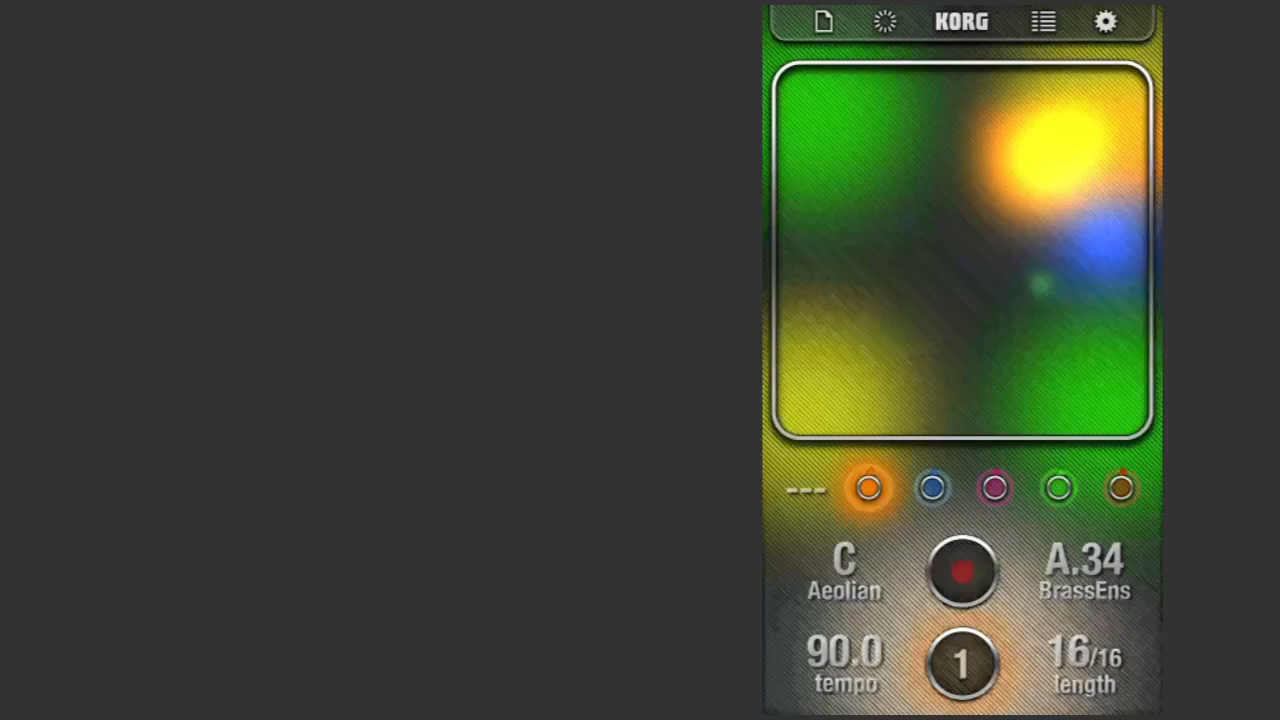 KORG
---
C
Aeolian
A.34
BrassEns
90.0
tempo
1
16/16
length